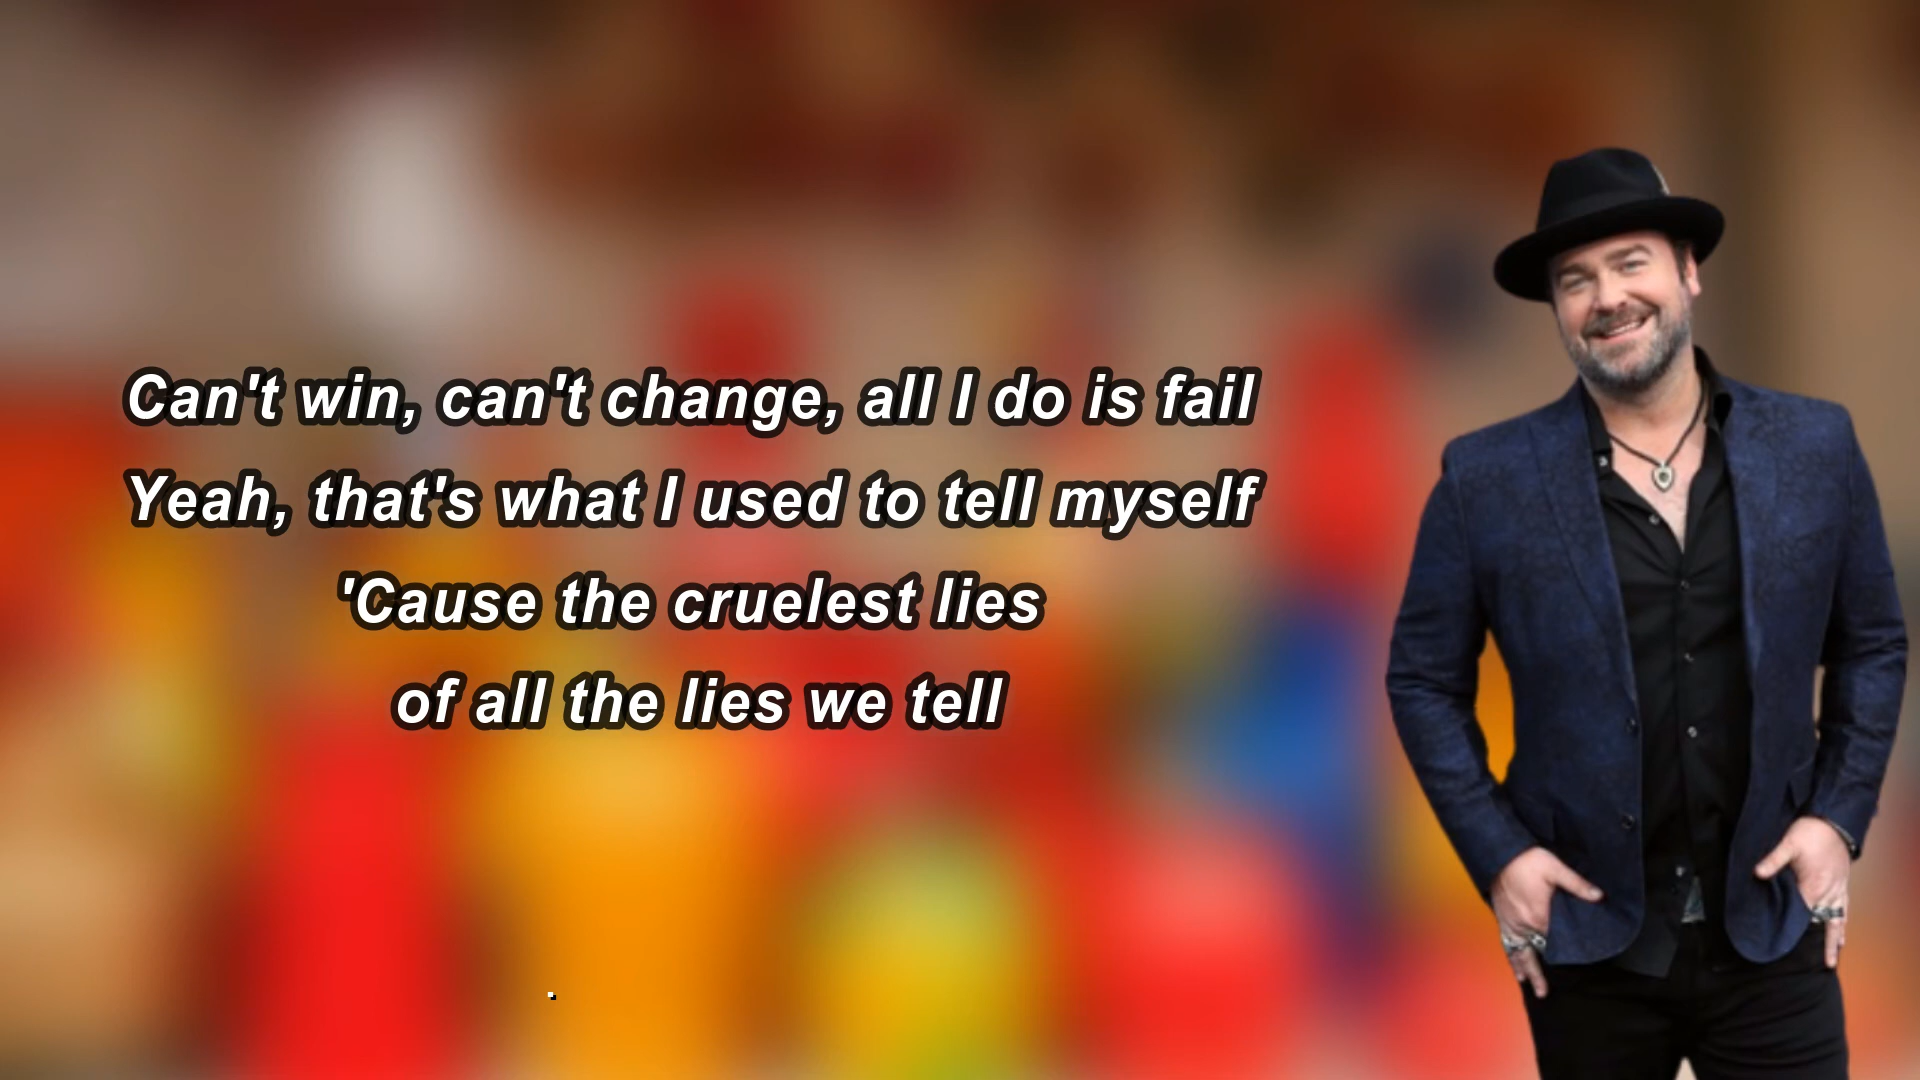 Can't win, can't change, all I do is fail
Yeah, that's what I used to tell myself
'Cause the cruelest lies
of all the lies we tell